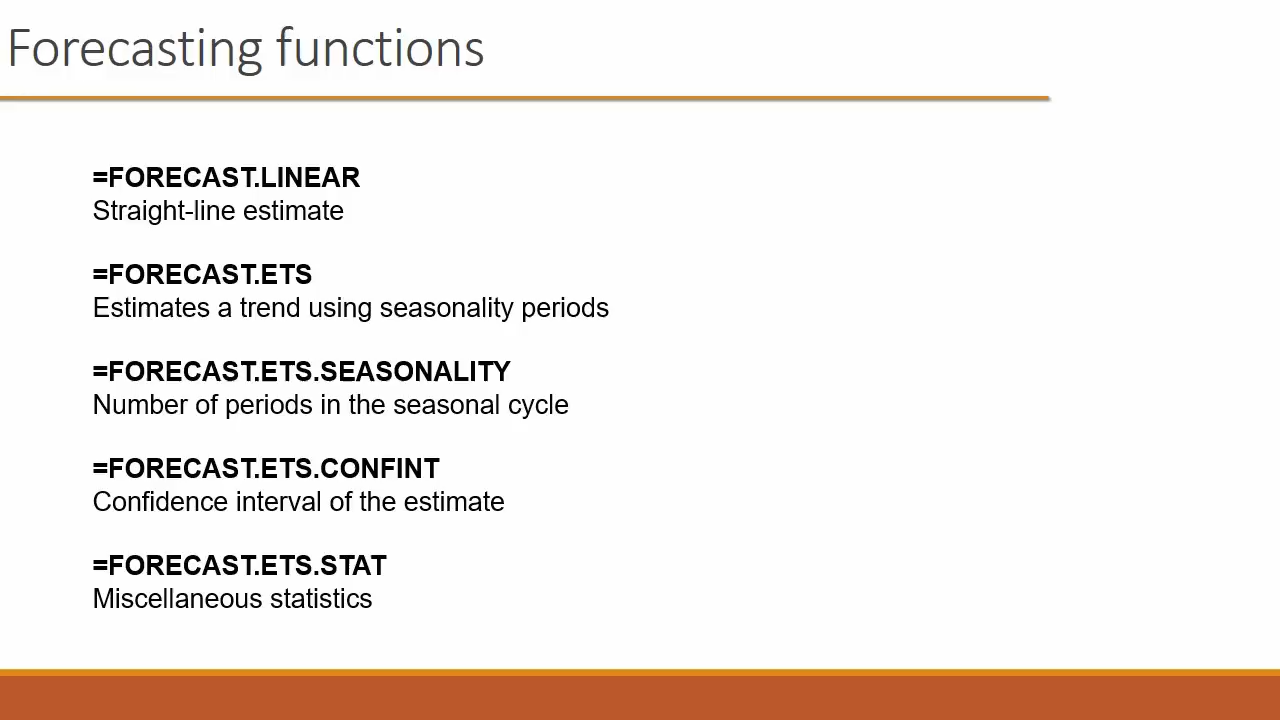 Forecasting functions
=FORECAST.LINEAR
Straight-line estimate
=FORECAST.ETS
Estimates a trend using seasonality periods
=FORECAST.ETS.SEASONALITY
Number of periods in the seasonal cycle
=FORECAST.ETS.CONFINT
Confidence interval of the estimate
=FORECAST.ETS.STAT
Miscellaneous statistics